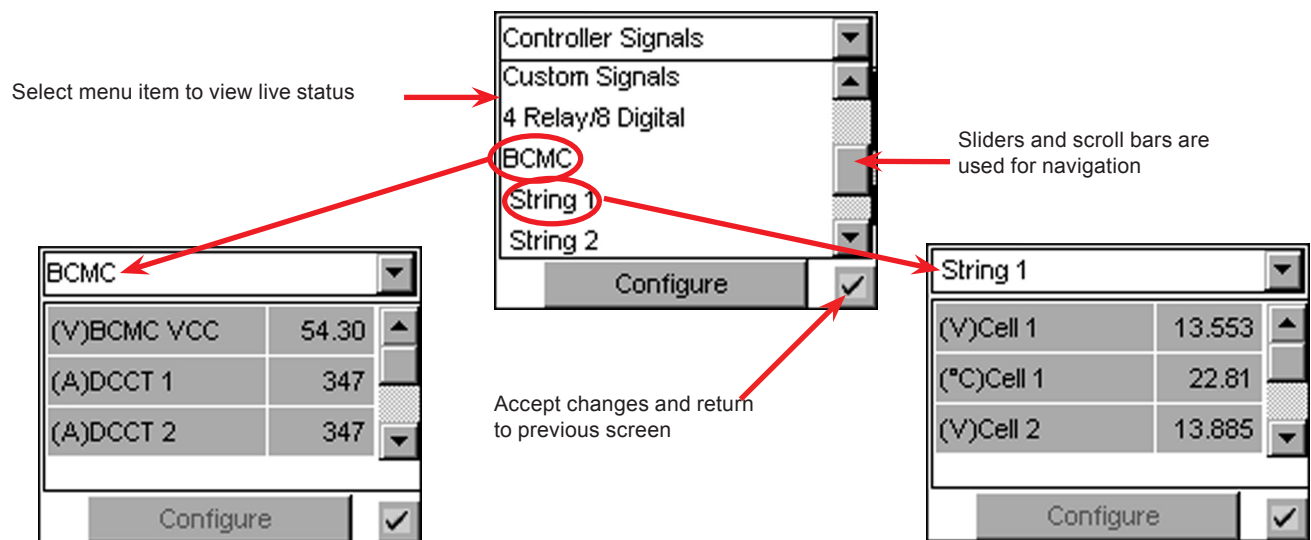 Controller Signals
Custom Signals
4 Relay/8 Digital
BCMC
String 1
String 2
Configure
Select menu item to view live status
Sliders and scroll bars are
used for navigation
BCMC
(V)BCMC VCC 54.30
(A)DCCT 1 347
(A)DCCT 2 347
Configure
Accept changes and return
to previous screen
String 1
(V)Cell 1 13.553
(°C)Cell 1 22.81
(V)Cell 2 13.885
Configure